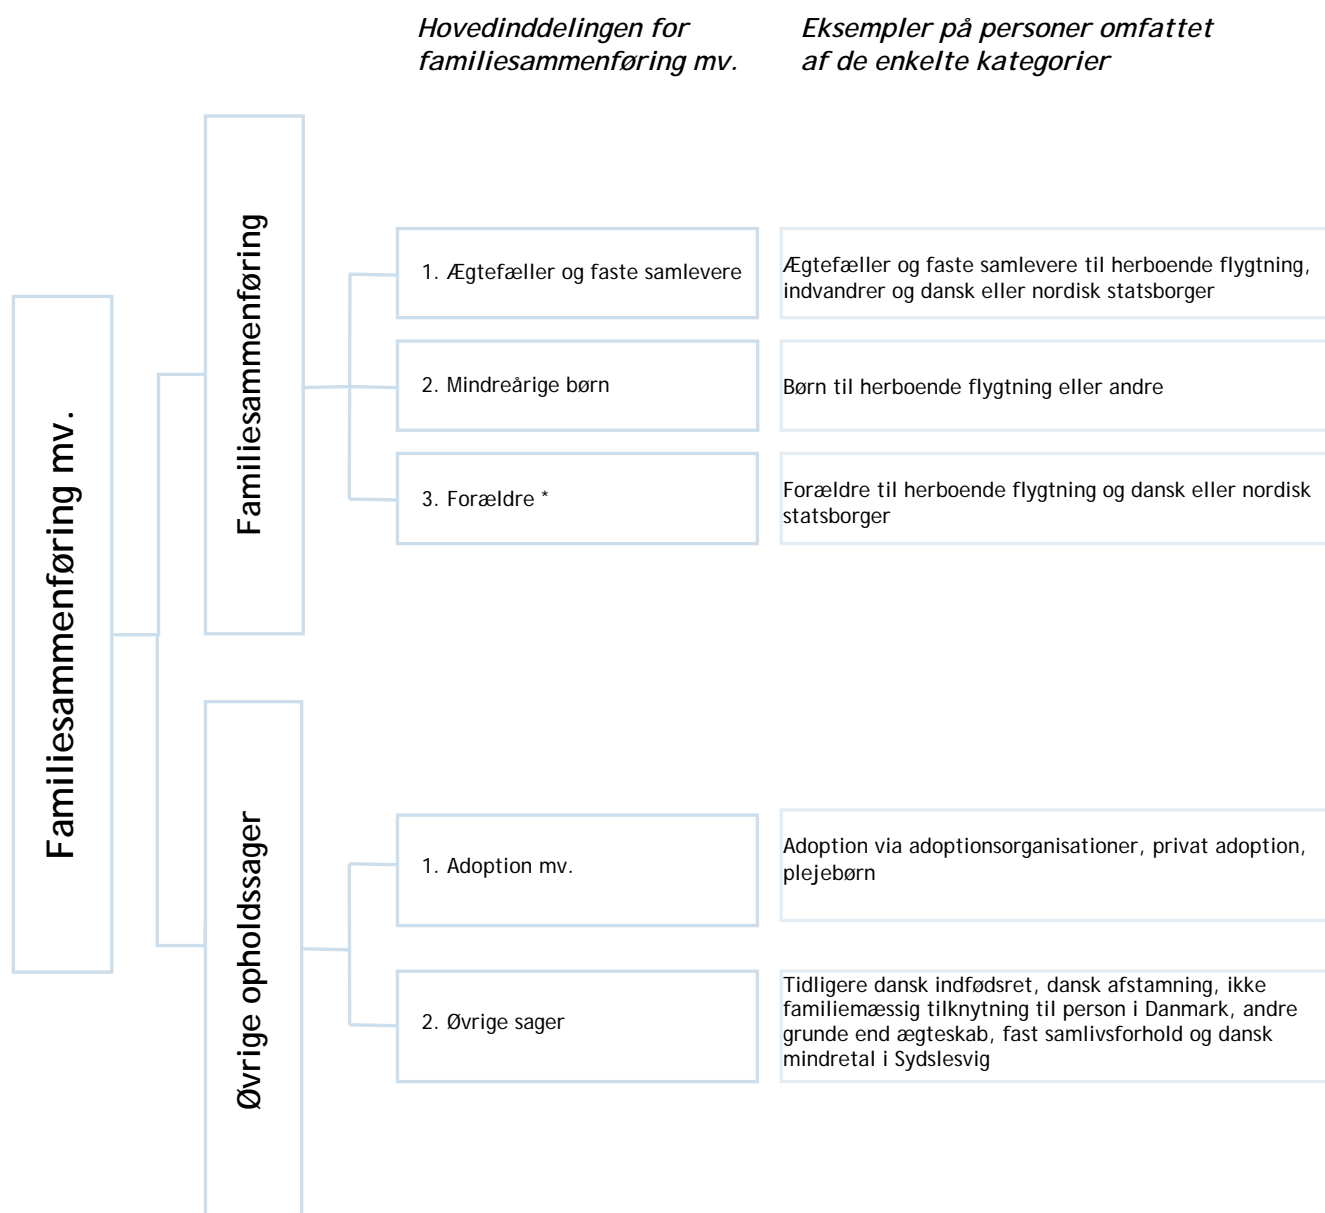 Hovedinddelingen for
familiesammenføring mv.
Eksempler på personer omfattet
af de enkelte kategorier
Familiesammenføring mv.
Familiesammenføring
1. Ægtefæller og faste samlevere
Ægtefæller og faste samlevere til herboende flygtning,
indvandrer og dansk eller nordisk statsborger
2. Mindreårige børn
Børn til herboende flygtning eller andre
3. Forældre *
Forældre til herboende flygtning og dansk eller nordisk
statsborger
Øvrige opholdssager
1. Adoption mv.
Adoption via adoptionsorganisationer, privat adoption,
plejebørn
2. Øvrige sager
Tidligere dansk indfødsret, dansk afstamning, ikke
familiemæssig tilknytning til person i Danmark, andre
grunde end ægteskab, fast samlivsforhold og dansk
mindretal i Sydslesvig